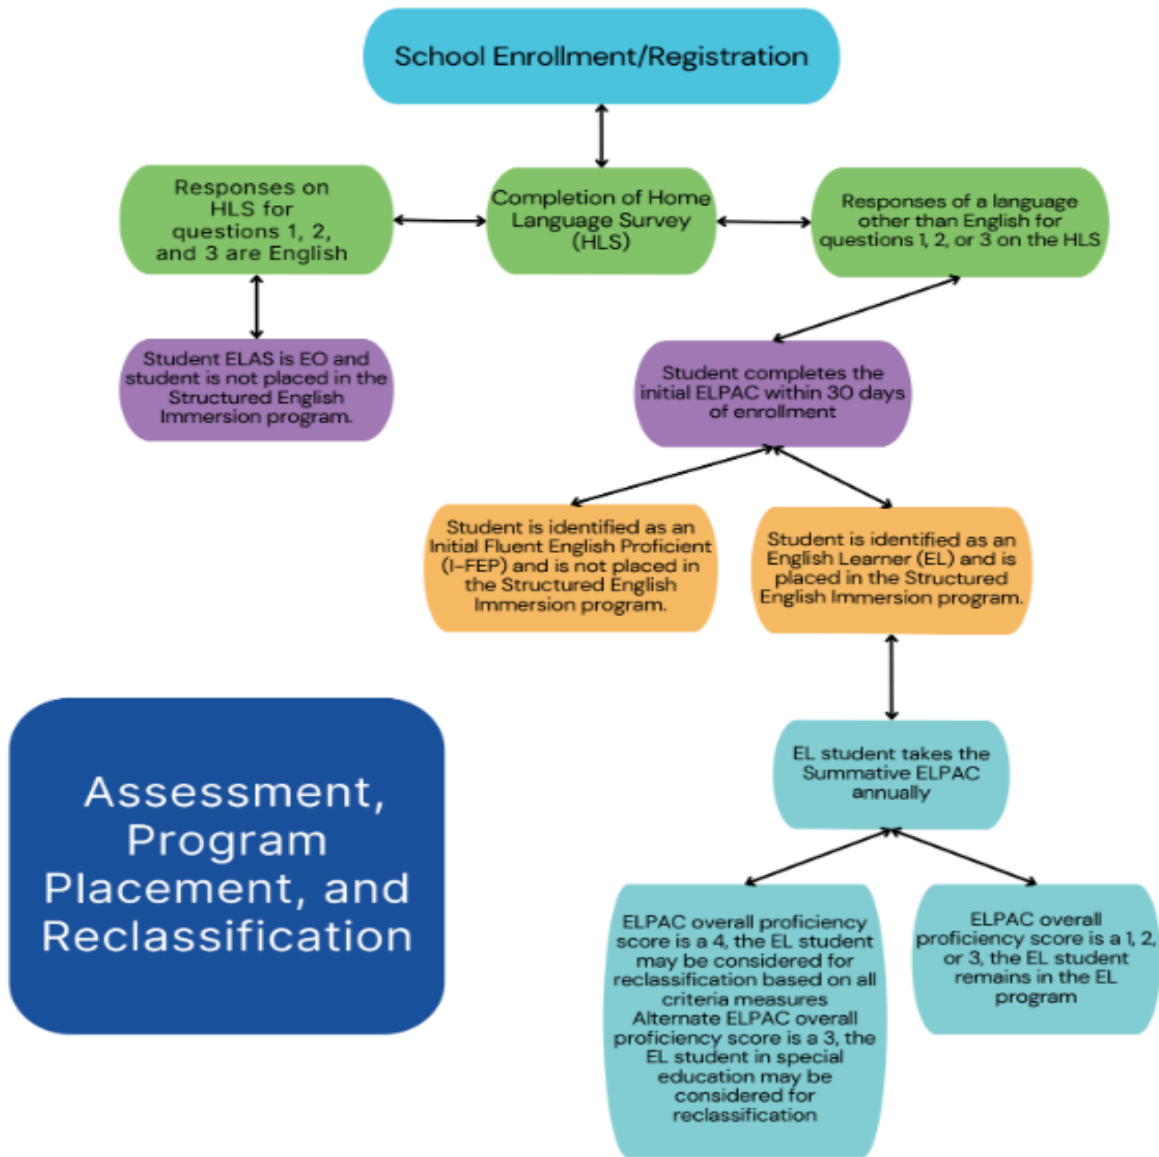 School Enrollment/Registration
Responses on
HLS for
questions 1, 2,
and 3 are English
Completion of Home
Language Survey
(HLS)
Responses of a language
other than English for
questions 1, 2, or 3 on the HLS
Student ELAS is EO and
student is not placed in the
Structured English
Immersion program.
Student completes the
initial ELPAC within 30 days
of enrollment
Student is identified as an
Initial Fluent English Proficient
(I-FEP) and is not placed in
the Structured English
Immersion program.
Student is identified as an
English Learner (EL) and is
placed in the Structured
English Immersion program.
EL student takes the
Summative ELPAC
annually
ELPAC overall proficiency
score is a 4, the EL student
may be considered for
reclassification based on all
criteria measures
Alternate ELPAC overall
proficiency score is a 3, the
EL student in special
education may be
considered for
reclassification
ELPAC overall
proficiency score is a 1, 2,
or 3, the EL student
remains in the EL
program
Assessment,
Program
Placement, and
Reclassification